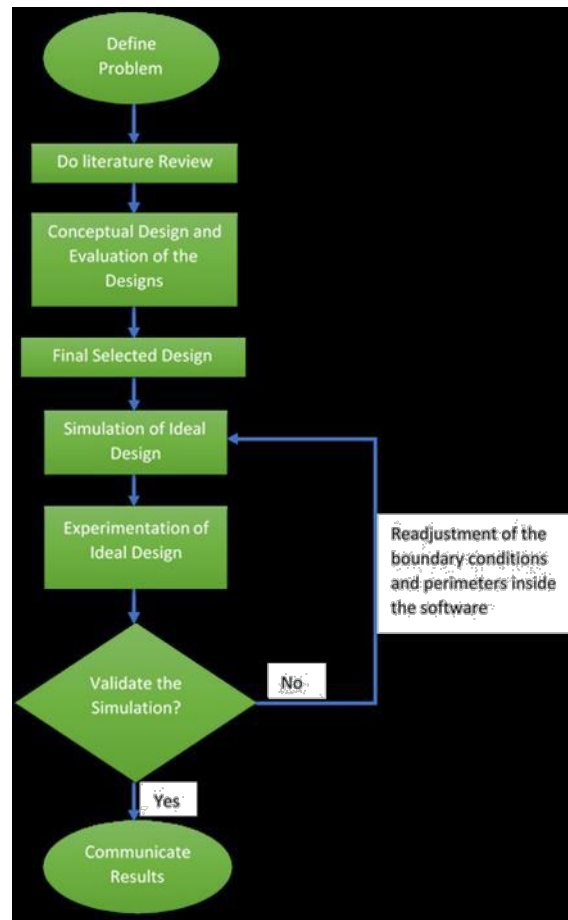 Define
Problem
Do literature Review
Conceptual Design and
Evaluation of the
Designs
Final Selected Design
Simulation of Ideal
Design
Experimentation of
Ideal Design
Readjustment of the
boundary conditions
and perimeters inside
the software
Validate the
Simulation?
No
Yes
Communicate
Results